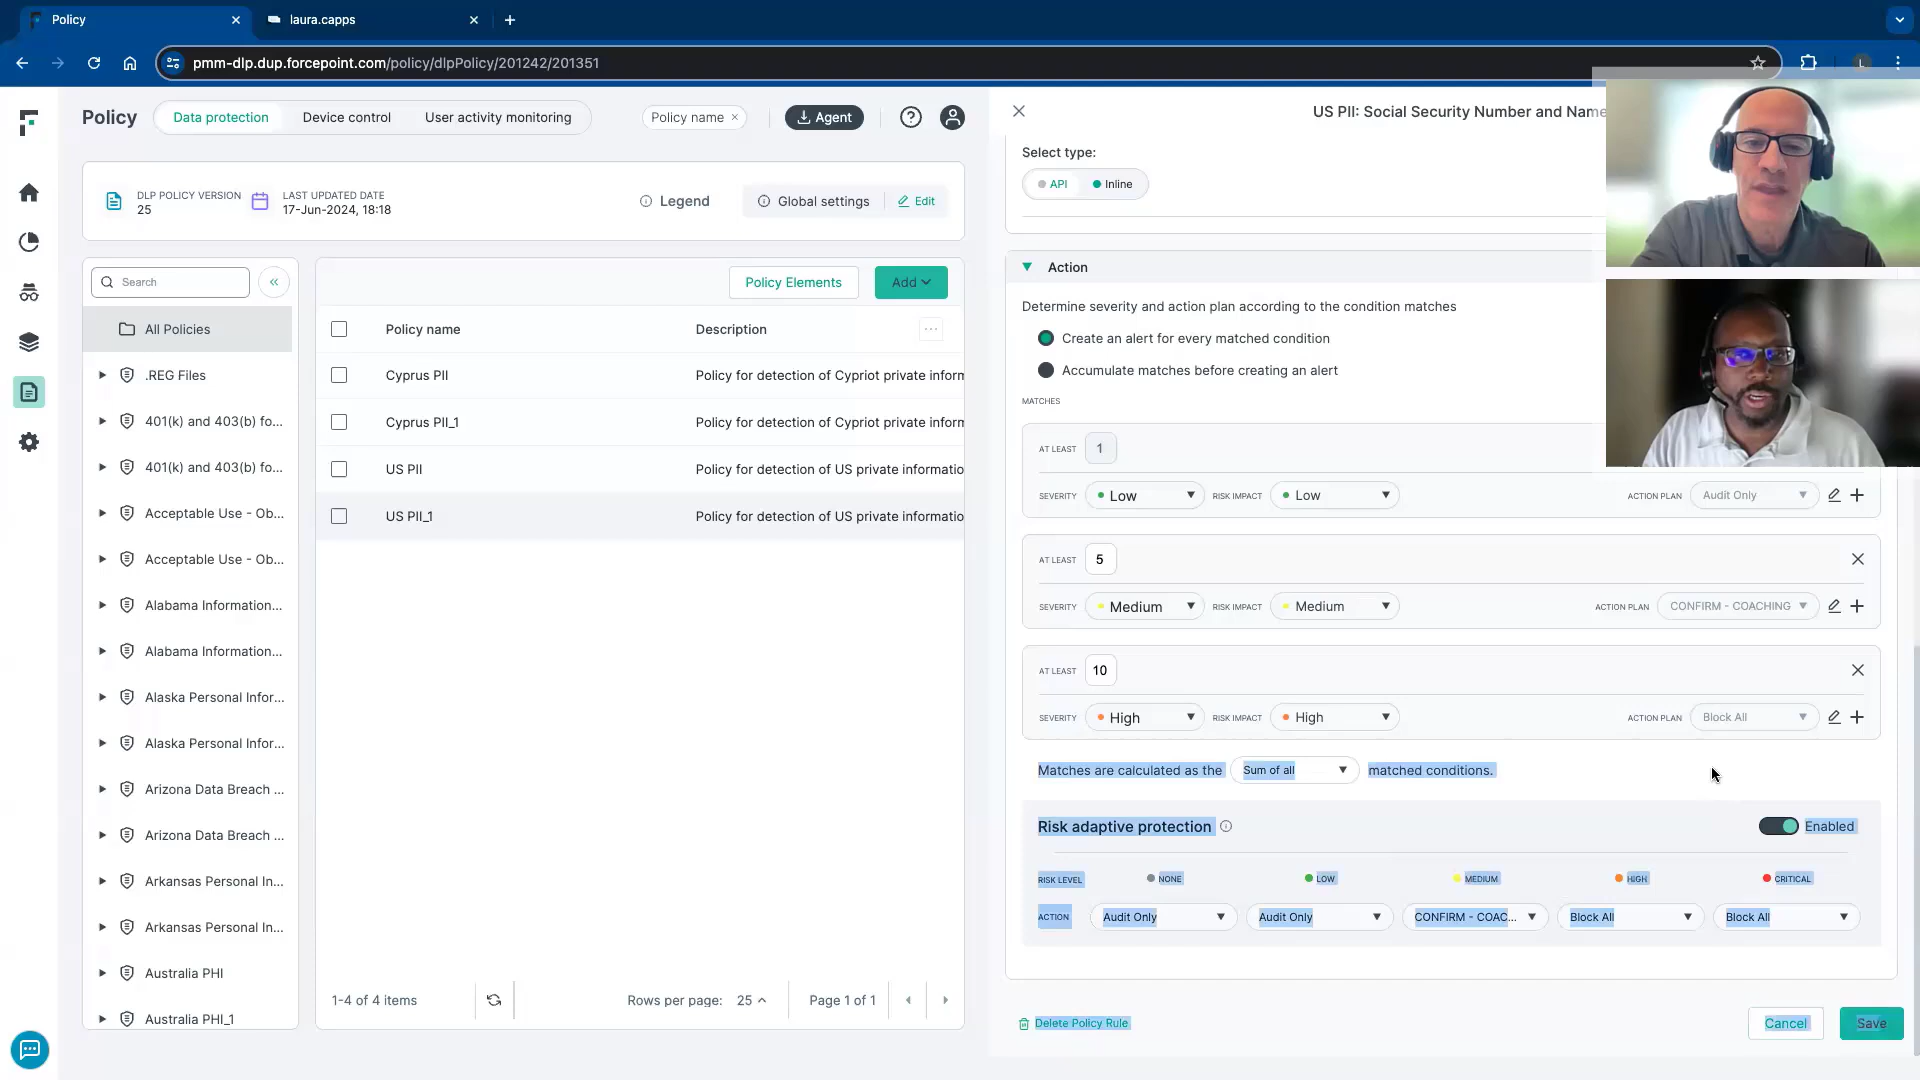 Policy
laura.capps
pmm-dlp.dup.forcepoint.com/policy/dlpPolicy/201242/201351
L
Policy
Data protection
Device control
User activity monitoring
Policy name ×
Agent
DLP POLICY VERSION
25
LAST UPDATED DATE
17-Jun-2024, 18:18
Legend
Global settings
Edit
Search
Policy Elements
Add
All Policies
.REG Files
401(k) and 403(b) fo...
401(k) and 403(b) fo...
Acceptable Use - Ob...
Acceptable Use - Ob...
Alabama Information...
Alabama Information...
Alaska Personal Infor...
Alaska Personal Infor...
Arizona Data Breach ...
Arizona Data Breach ...
Arkansas Personal In...
Arkansas Personal In...
Australia PHI
Australia PHI_1
Policy name
Description
...
Cyprus PII
Policy for detection of Cypriot private inforn
Cyprus PII_1
Policy for detection of Cypriot private inforn
US PII
Policy for detection of US private informatio
US PII_1
Policy for detection of US private informatio
1-4 of 4 items
Rows per page: 25
Page 1 of 1
US PII: Social Security Number and Name
Select type:
API
Inline
Action
Determine severity and action plan according to the condition matches
Create an alert for every matched condition
Accumulate matches before creating an alert
MATCHES
AT LEAST 1
SEVERITY Low RISK IMPACT Low ACTION PLAN Audit Only
AT LEAST 5
SEVERITY Medium RISK IMPACT Medium ACTION PLAN CONFIRM - COACHING
AT LEAST 10
SEVERITY High RISK IMPACT High ACTION PLAN Block All
Matches are calculated as the Sum of all matched conditions.
Risk adaptive protection
Enabled
RISK LEVEL NONE LOW MEDIUM HIGH CRITICAL
ACTION Audit Only Audit Only CONFIRM - COAC... Block All Block All
Delete Policy Rule
Cancel
Save